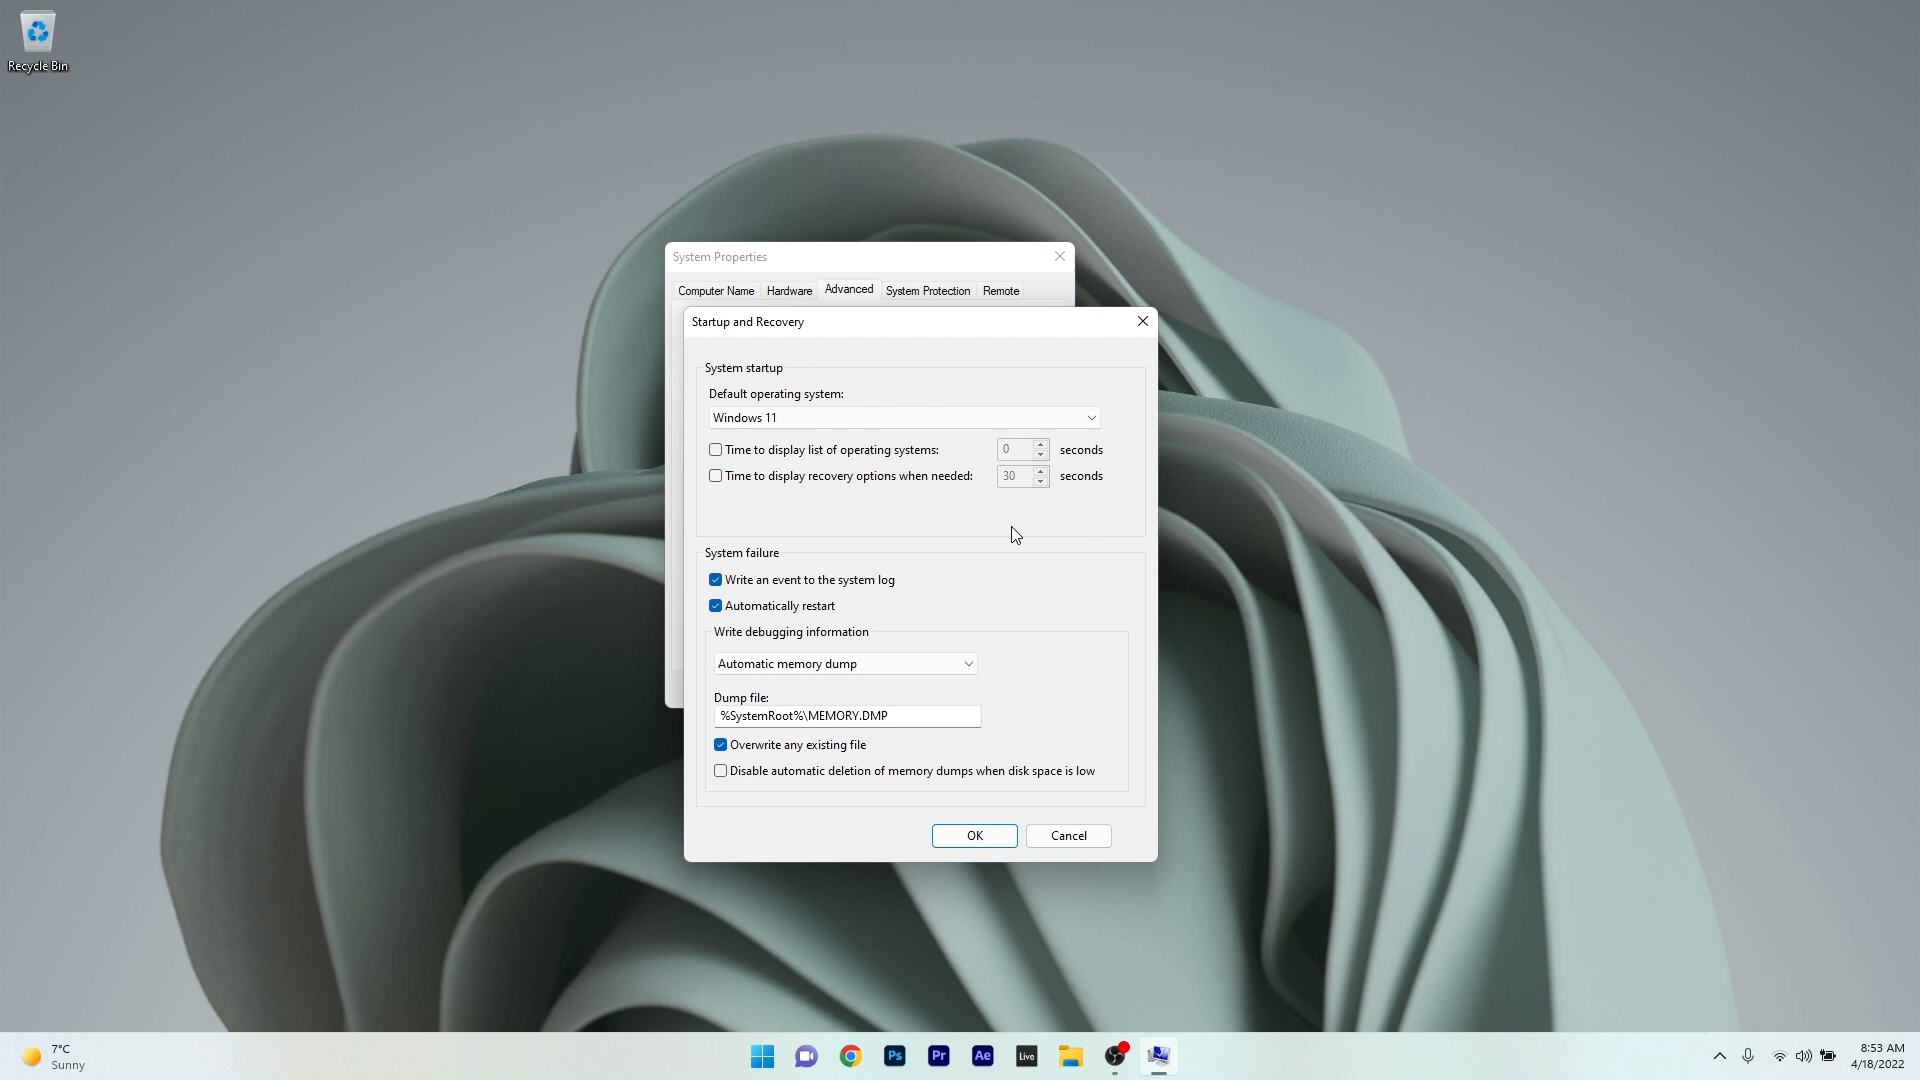 Recycle Bin
System Properties
Computer Name Hardware Advanced System Protection Remote
Startup and Recovery
System startup
Default operating system:
Windows 11
Time to display list of operating systems: 0 seconds
Time to display recovery options when needed: 30 seconds
System failure
Write an event to the system log
Automatically restart
Write debugging information
Automatic memory dump
Dump file:
%SystemRoot%\MEMORY.DMP
Overwrite any existing file
Disable automatic deletion of memory dumps when disk space is low
OK Cancel
7°C
Sunny
Ps Pr Ae Live
8:53 AM
4/18/2022